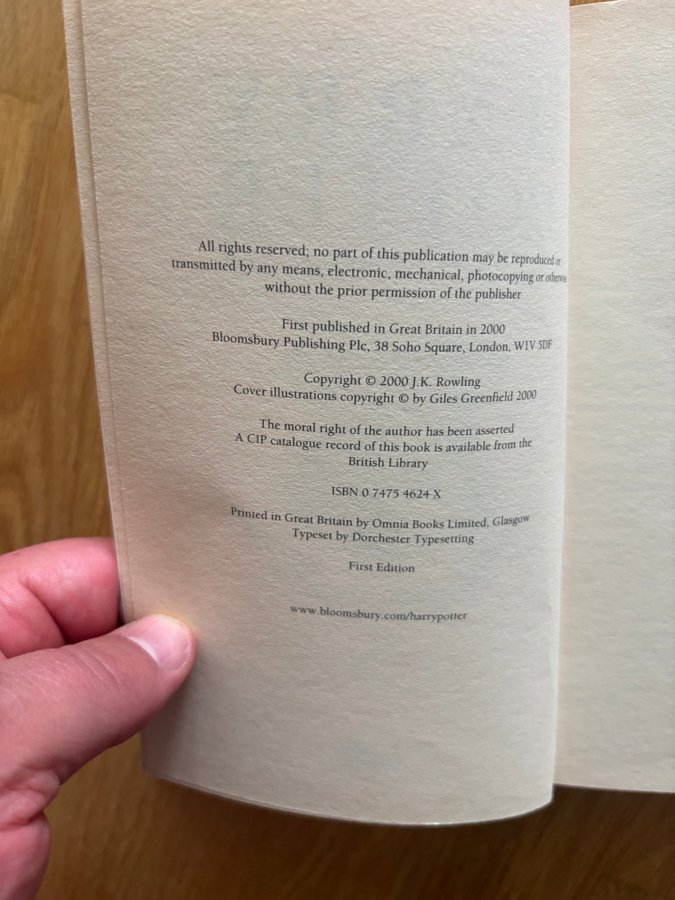 All rights reserved; no part of this publication may be reproduced or
transmitted by any means, electronic, mechanical, photocopying or otherwise
without the prior permission of the publisher
First published in Great Britain in 2000
Bloomsbury Publishing Plc, 38 Soho Square, London, W1V 5DF
Copyright © 2000 J.K. Rowling
Cover illustrations copyright © by Giles Greenfield 2000
The moral right of the author has been asserted
A CIP catalogue record of this book is available from the
British Library
ISBN 0 7475 4624 X
Printed in Great Britain by Omnia Books Limited, Glasgow
Typeset by Dorchester Typesetting
First Edition
www.bloomsbury.com/harrypotter